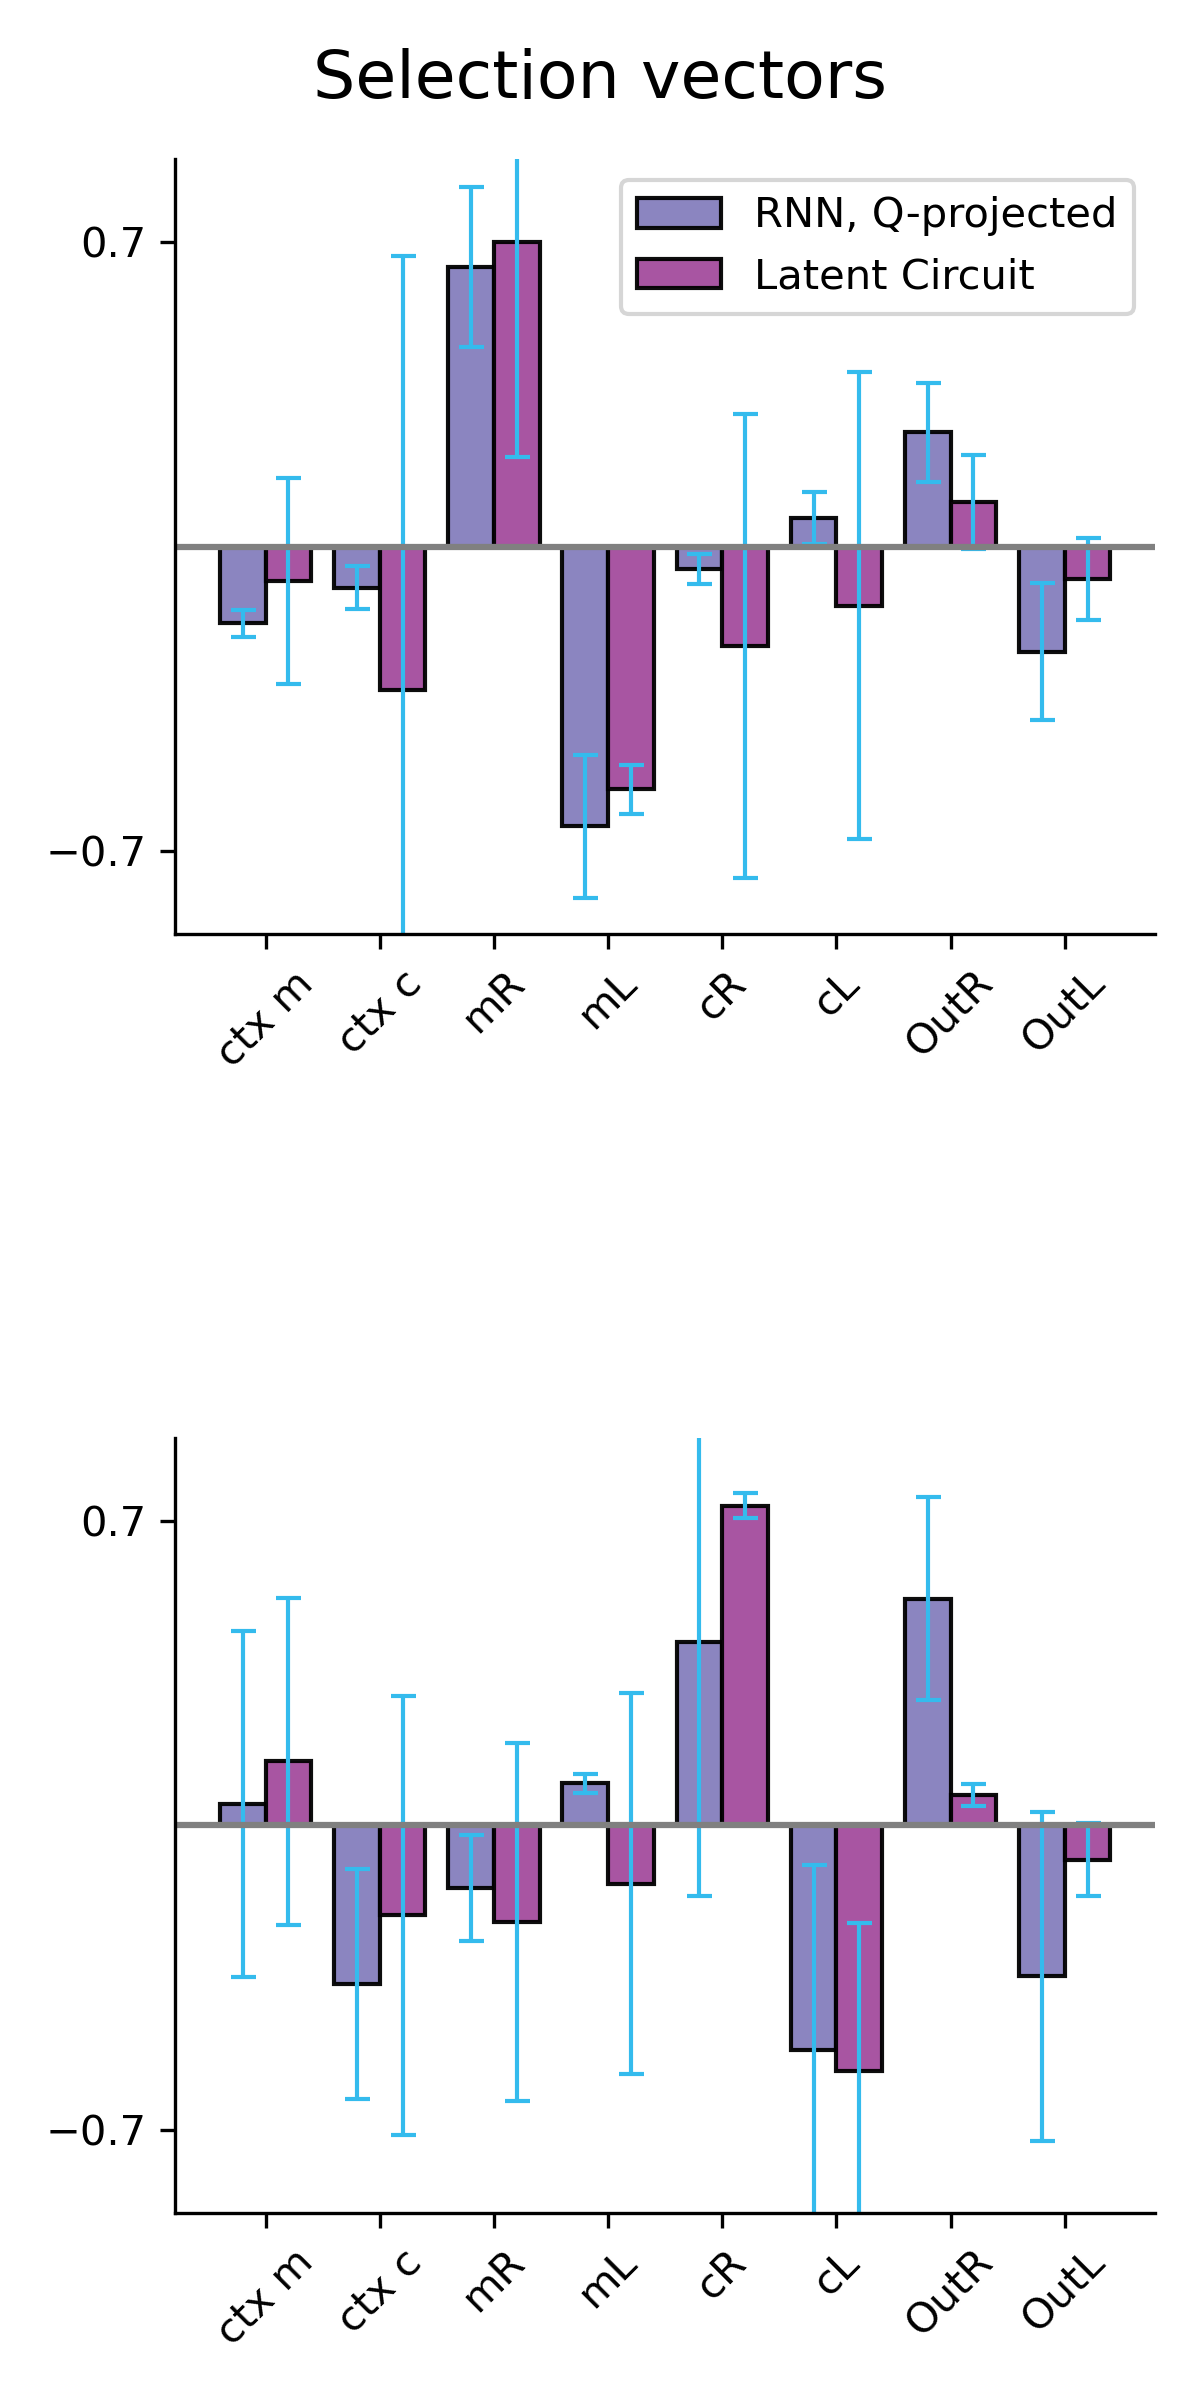 Selection vectors
RNN, Q-projected
Latent Circuit
0.7
−0.7
ctx m
ctx c
mR
mL
cR
cL
OutR
OutL
0.7
−0.7
ctx m
ctx c
mR
mL
cR
cL
OutR
OutL